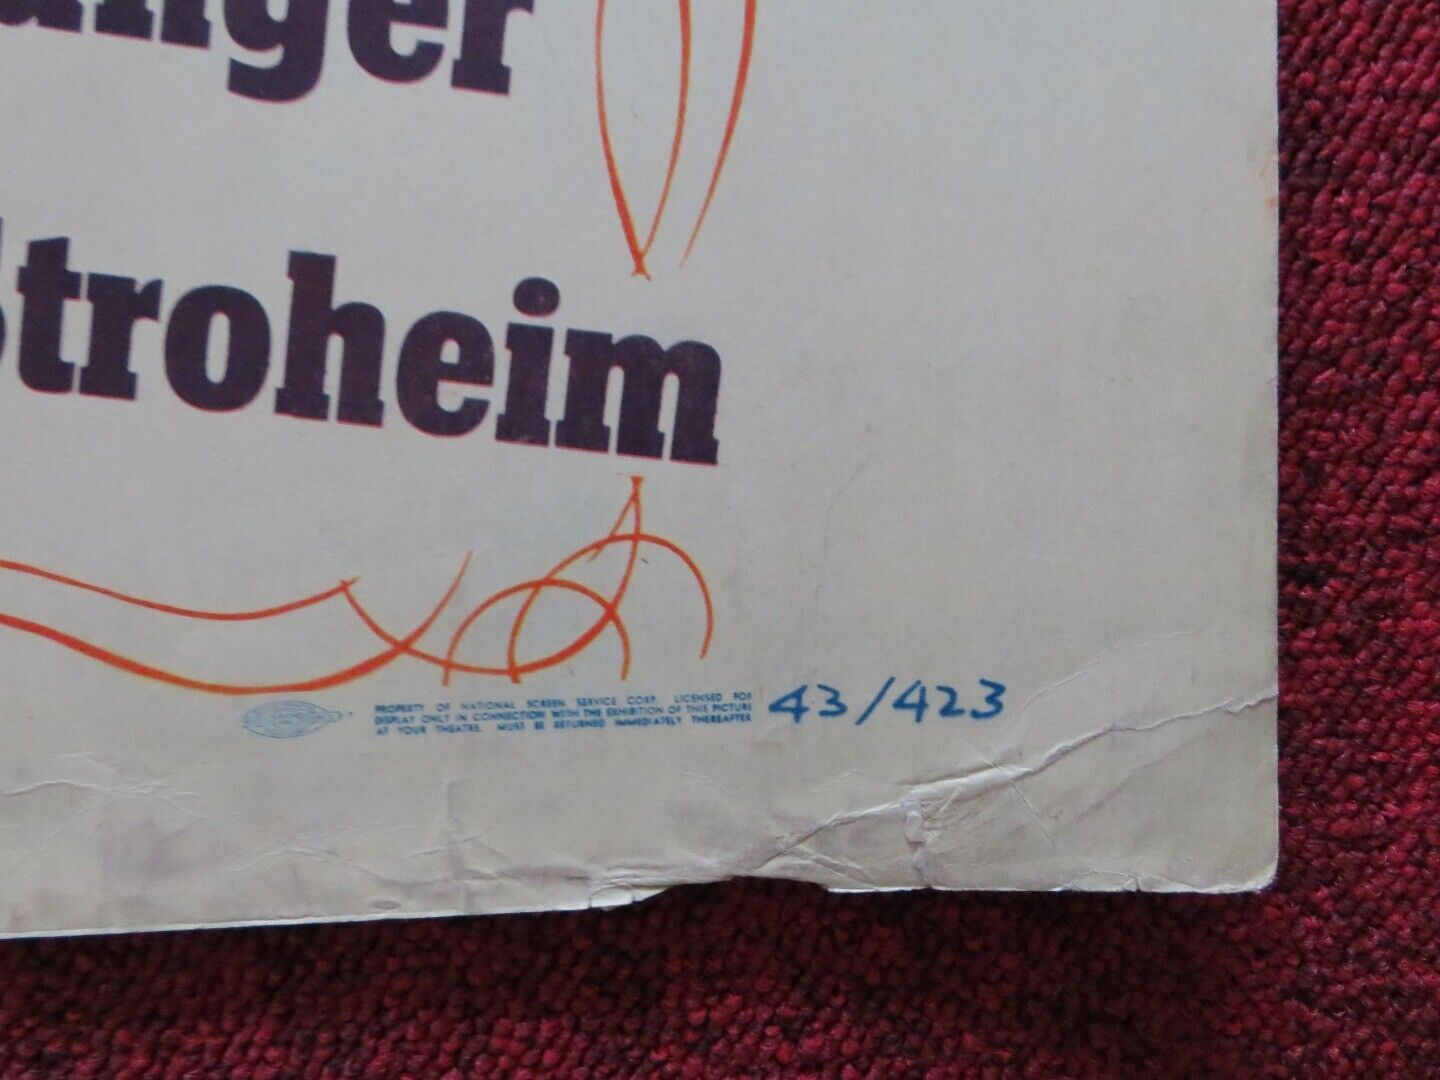 anger
Stroheim
PROPERTY OF NATIONAL SCREEN SERVICE CORP. LICENSED FOR
DISPLAY ONLY IN CONNECTION WITH THE EXHIBITION OF THIS PICTURE
AT YOUR THEATRE. MUST BE RETURNED IMMEDIATELY THEREAFTER
43/423